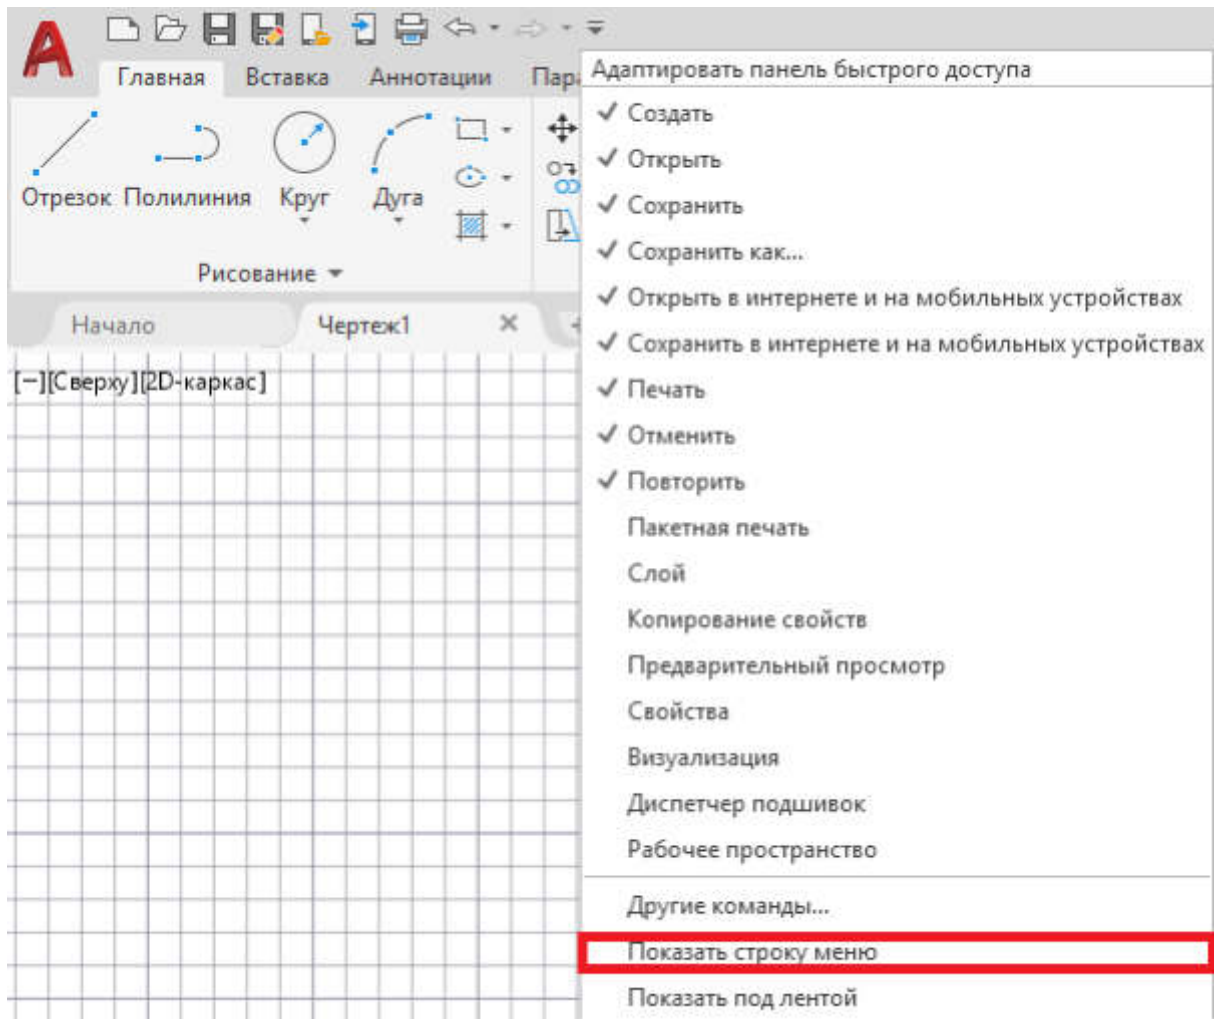 Главная Вставка Аннотации
Отрезок Полилиния Круг Дуга
Рисование
Начало Чертеж1
[−][Сверху][2D-каркас]
Адаптировать панель быстрого доступа
Создать
Открыть
Сохранить
Сохранить как...
Открыть в интернете и на мобильных устройствах
Сохранить в интернете и на мобильных устройствах
Печать
Отменить
Повторить
Пакетная печать
Слой
Копирование свойств
Предварительный просмотр
Свойства
Визуализация
Диспетчер подшивок
Рабочее пространство
Другие команды...
Показать строку меню
Показать под лентой